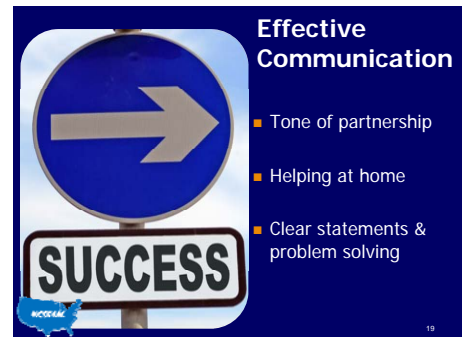 Effective
Communication
Tone of partnership
Helping at home
Clear statements &
problem solving
SUCCESS
19